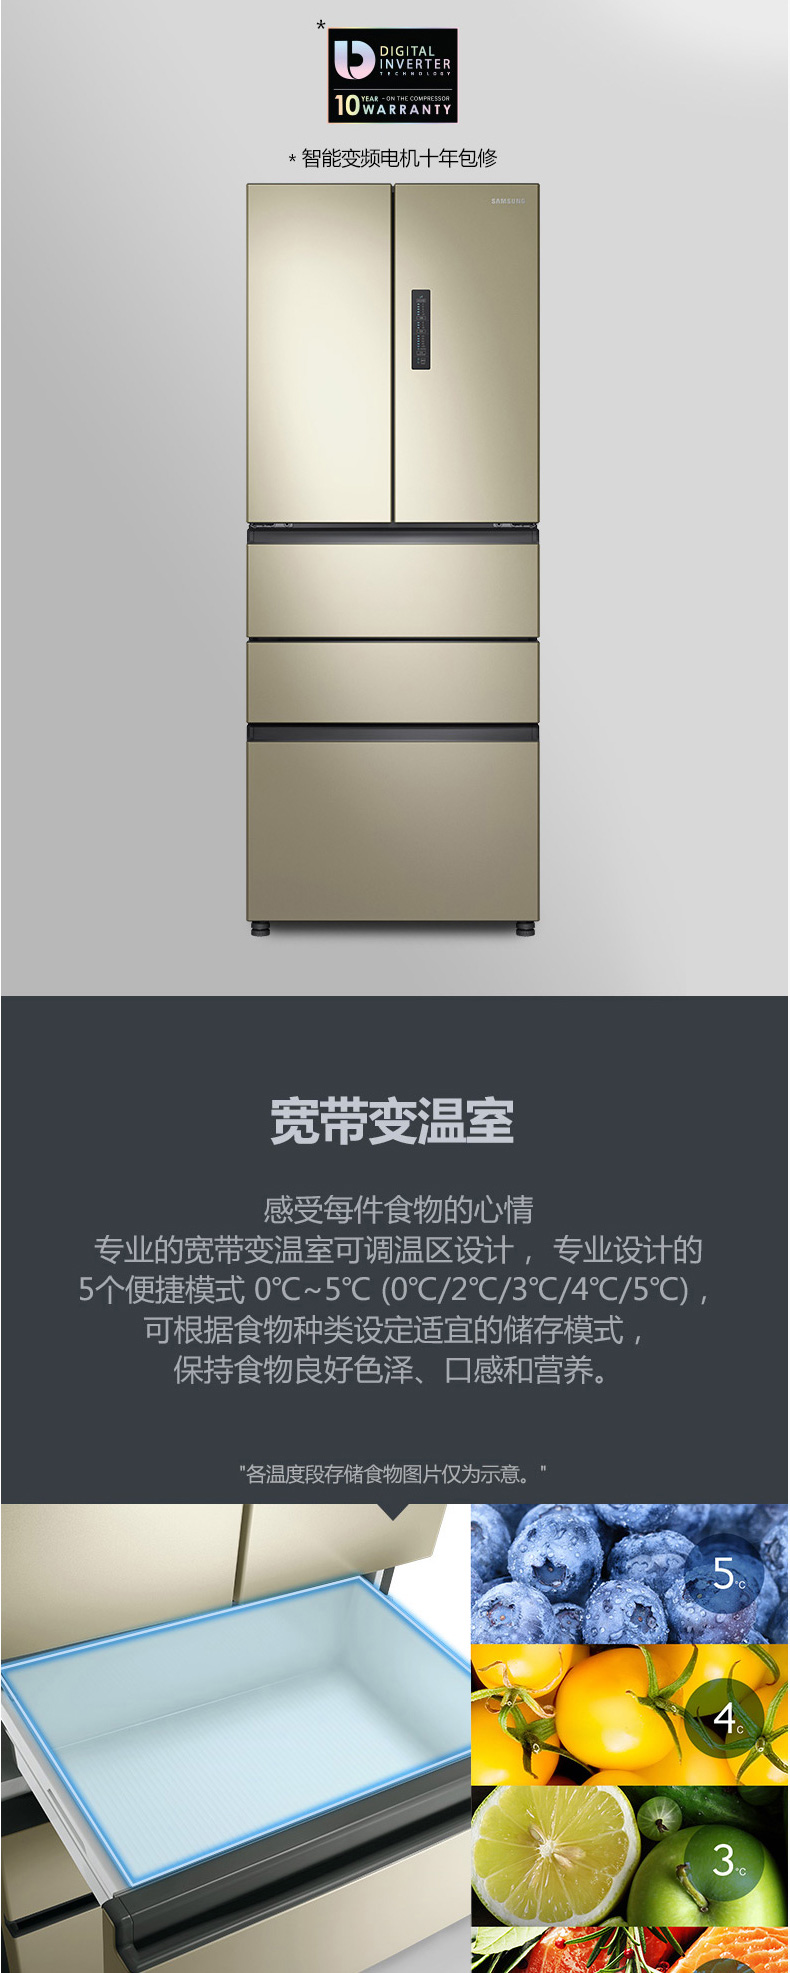 *
DIGITAL
INVERTER
TECHNOLOGY
10 YEAR - ON THE COMPRESSOR
WARRANTY
* 智能变频电机十年包修
SAMSUNG
宽带变温室
感受每件食物的心情
专业的宽带变温室可调温区设计， 专业设计的
5个便捷模式 0℃~5℃ (0℃/2℃/3℃/4℃/5℃)，
可根据食物种类设定适宜的储存模式，
保持食物良好色泽、口感和营养。
"各温度段存储食物图片仅为示意。"
5℃
4c
3℃